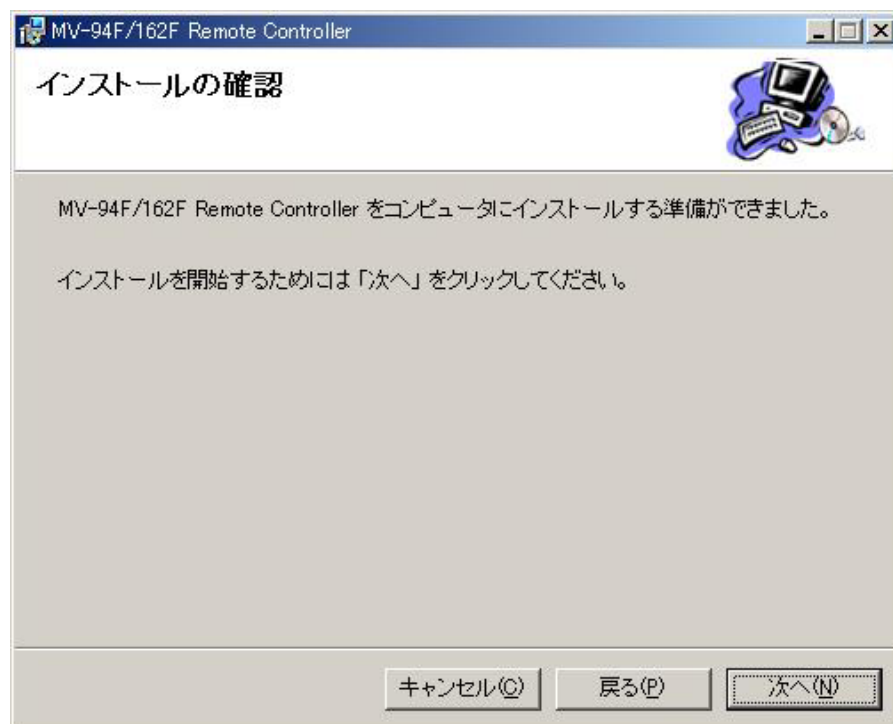 MV-94F/162F Remote Controller
インストールの確認
MV-94F/162F Remote Controller をコンピュータにインストールする準備ができました。
インストールを開始するためには「次へ」をクリックしてください。
キャンセル(C) 戻る(P) 次へ(N)